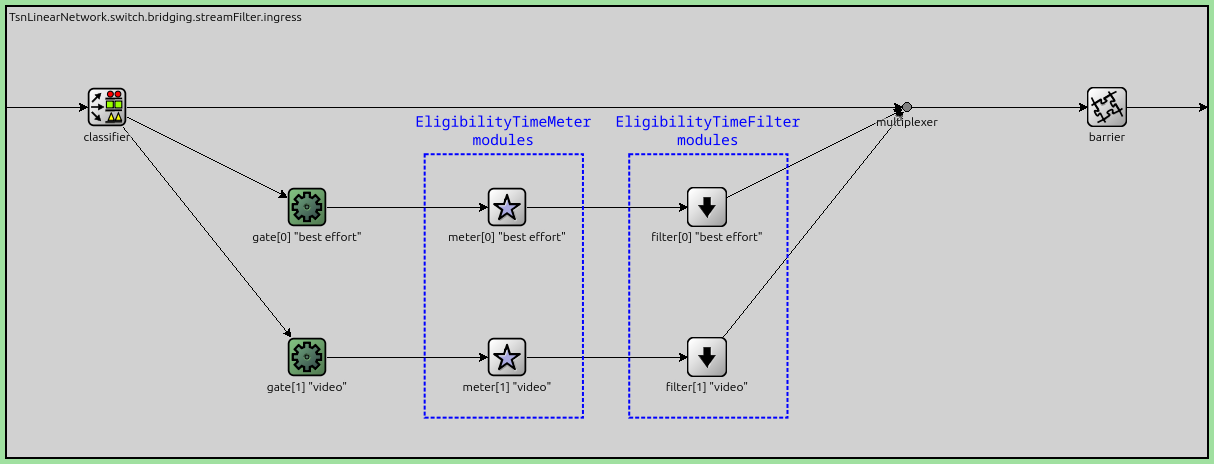 TsnLinearNetwork.switch.bridging.streamFilter.ingress
classifier
EligibilityTimeMeter
modules
EligibilityTimeFilter
modules
multiplexer
barrier
gate[0] "best effort"
meter[0] "best effort"
filter[0] "best effort"
gate[1] "video"
meter[1] "video"
filter[1] "video"